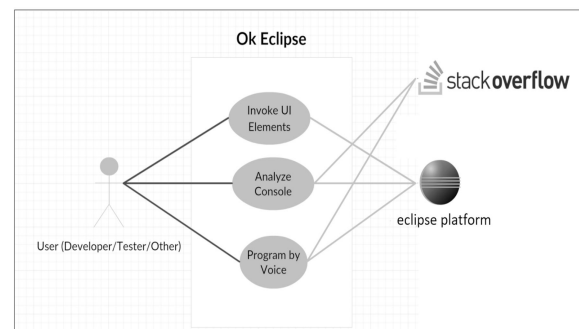 Ok Eclipse
Invoke UI
Elements
Analyze
Console
Program by
Voice
User (Developer/Tester/Other)
stackoverflow
eclipse platform